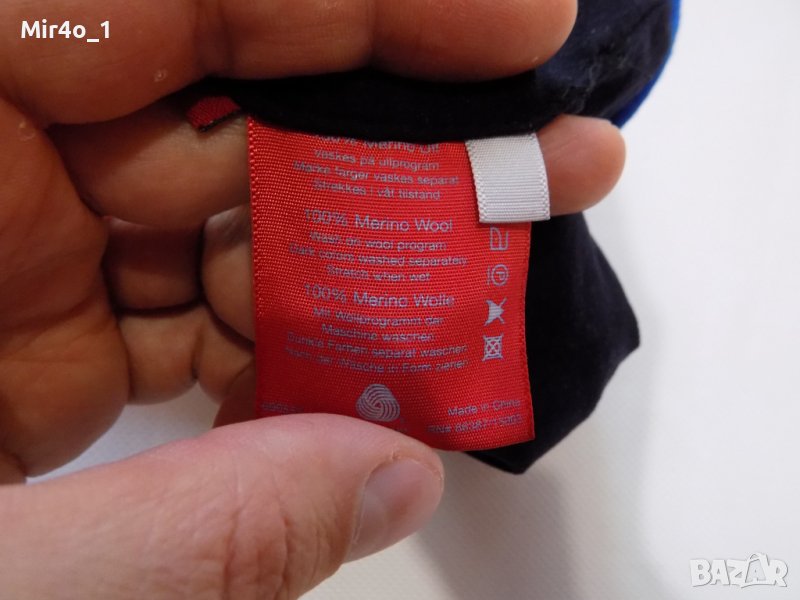 Mir4o_1
100% Merino Ull
vaskes på ullprogram
Mørke farger vaskes separat
Strekkes i våt tilstand
100% Merino Wool
Wash on wool program
Dark colors washed separately
Stretch when wet
100% Merino Wolle
Mit Wollprogramm der
Maschine waschen
Dunkle Farben separat waschen
Nach der Wäsche in Form ziehen
Made in China
RN#
BAZAR